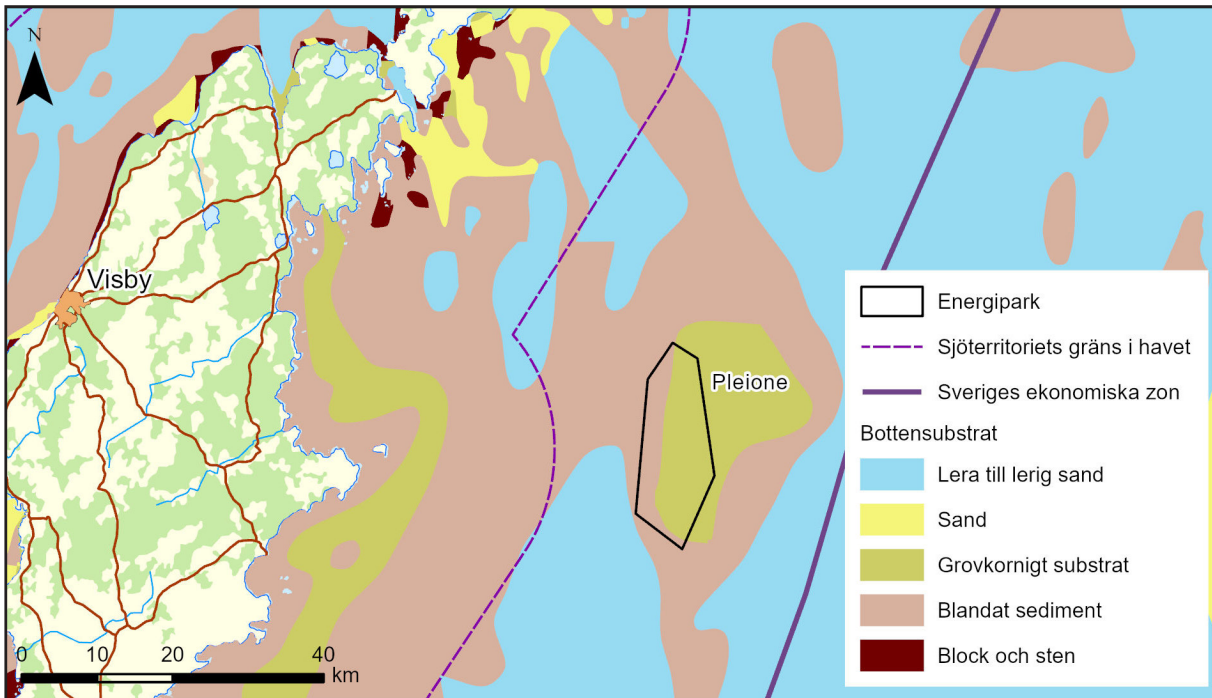 N
Visby
Pleione
Energipark
Sjöterritoriets gräns i havet
Sveriges ekonomiska zon
Bottensubstrat
Lera till lerig sand
Sand
Grovkornigt substrat
Blandat sediment
Block och sten
0 10 20 40
km